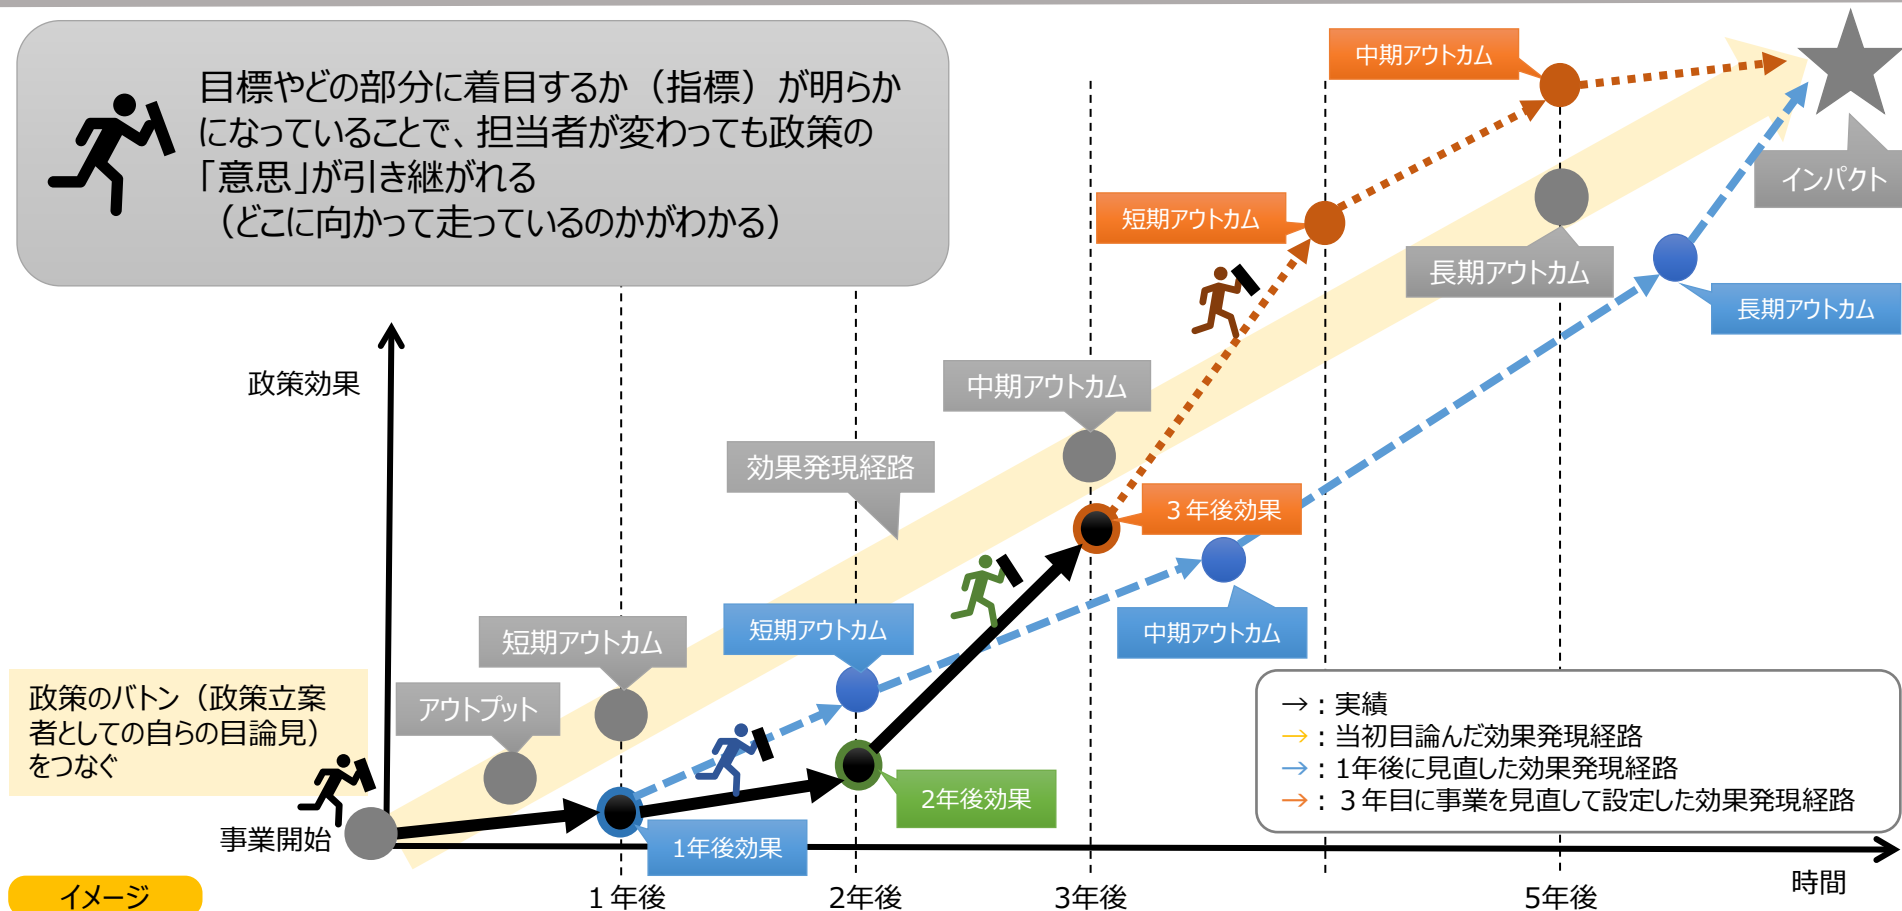 目標やどの部分に着目するか（指標）が明らか
になっていることで、担当者が変わっても政策の
「意思」が引き継がれる
（どこに向かって走っているのかがわかる）
中期アウトカム
インパクト
短期アウトカム
長期アウトカム
長期アウトカム
政策効果
中期アウトカム
効果発現経路
３年後効果
短期アウトカム
短期アウトカム
中期アウトカム
アウトプット
政策のバトン（政策立案
者としての自らの目論見）
をつなぐ
→：実績
→：当初目論んだ効果発現経路
→：1年後に見直した効果発現経路
→：３年目に事業を見直して設定した効果発現経路
2年後効果
事業開始
1年後効果
イメージ
１年後
2年後
3年後
5年後
時間